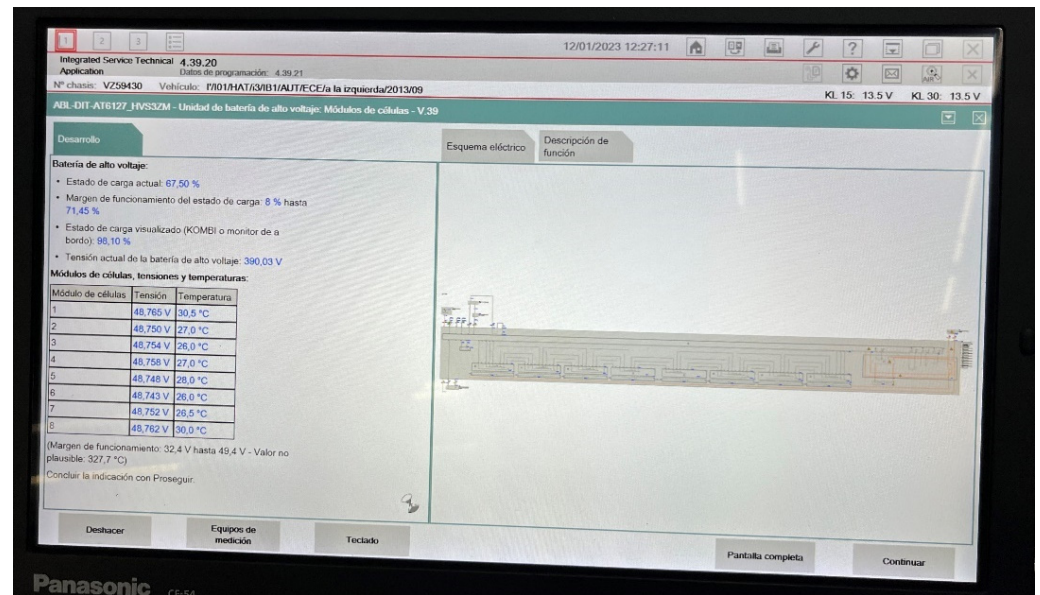 1 2 3
12/01/2023 12:27:11
?
Integrated Service Technical Application 4.39.20
Datos de programación: 4.39.21
Nº chasis: VZ59430 Vehículo: I'/I01/HAT/i3/IB1/AUT/ECE/a la izquierda/2013/09
KL 15: 13.5 V KL 30: 13.5 V
ABL-DIT-AT6127_HVS3ZM - Unidad de batería de alto voltaje: Módulos de células - V.39
Desarrollo
Esquema eléctrico
Descripción de
función
Batería de alto voltaje:
• Estado de carga actual: 67,50 %
• Margen de funcionamiento del estado de carga: 8 % hasta
71,45 %
• Estado de carga visualizado (KOMBI o monitor de a
bordo): 98,10 %
• Tensión actual de la batería de alto voltaje: 390,03 V
Módulos de células, tensiones y temperaturas:
Módulo de células Tensión Temperatura
1 48,765 V 30,5 °C
2 48,750 V 27,0 °C
3 48,754 V 26,0 °C
4 48,758 V 27,0 °C
5 48,748 V 28,0 °C
6 48,743 V 26,0 °C
7 48,752 V 26,5 °C
8 48,762 V 30,0 °C
(Margen de funcionamiento: 32,4 V hasta 49,4 V - Valor no
plausible: 327,7 °C)
Concluir la indicación con Proseguir.
Deshacer
Equipos de
medición
Teclado
Pantalla completa
Continuar
Panasonic CF-54